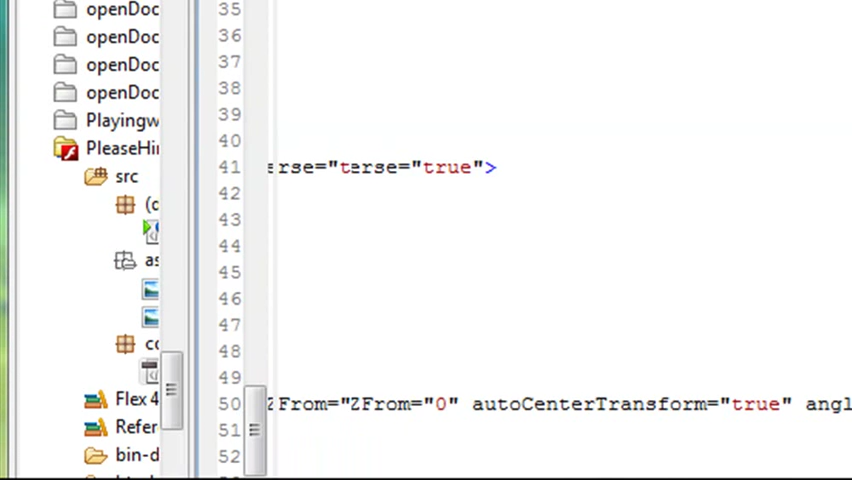 openDoc
openDoc
openDoc
openDoc
Playingw
PleaseHi
src
as
Flex 4
Refer
bin-d
35
36
37
38
39
40
41 erse="terse="true">
42
43
44
45
46
47
48
49
50 ZFrom="ZFrom="0" autoCenterTransform="true" angl
51
52